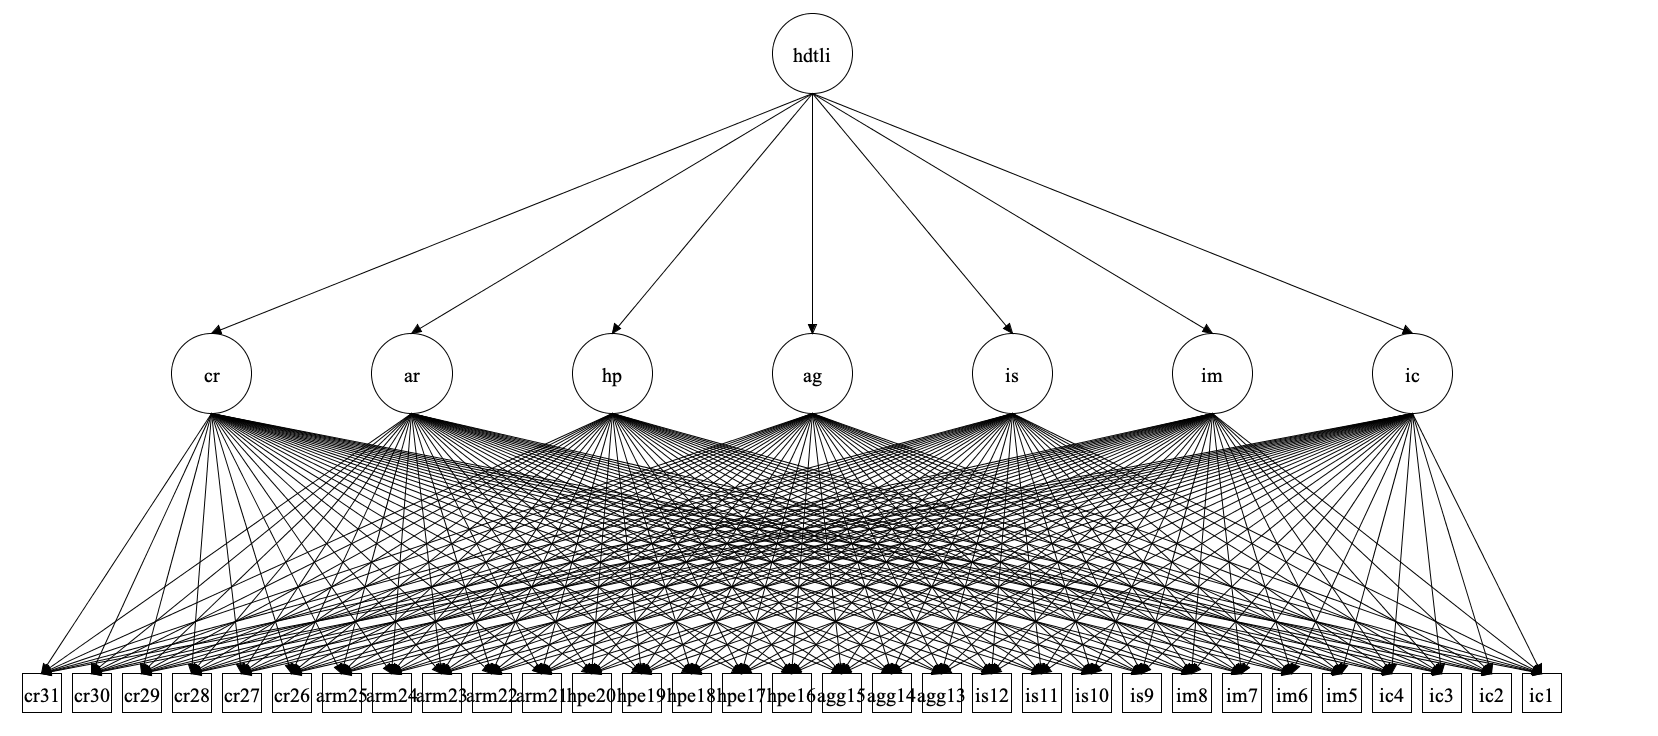 hdtli
cr ar hp ag is im ic
cr31 cr30 cr29 cr28 cr27 cr26 arm25 arm24 arm23 arm22 arm21 hpe20 hpe19 hpe18 hpe17 hpe16 agg15 agg14 agg13 is12 is11 is10 is9 im8 im7 im6 im5 ic4 ic3 ic2 ic1